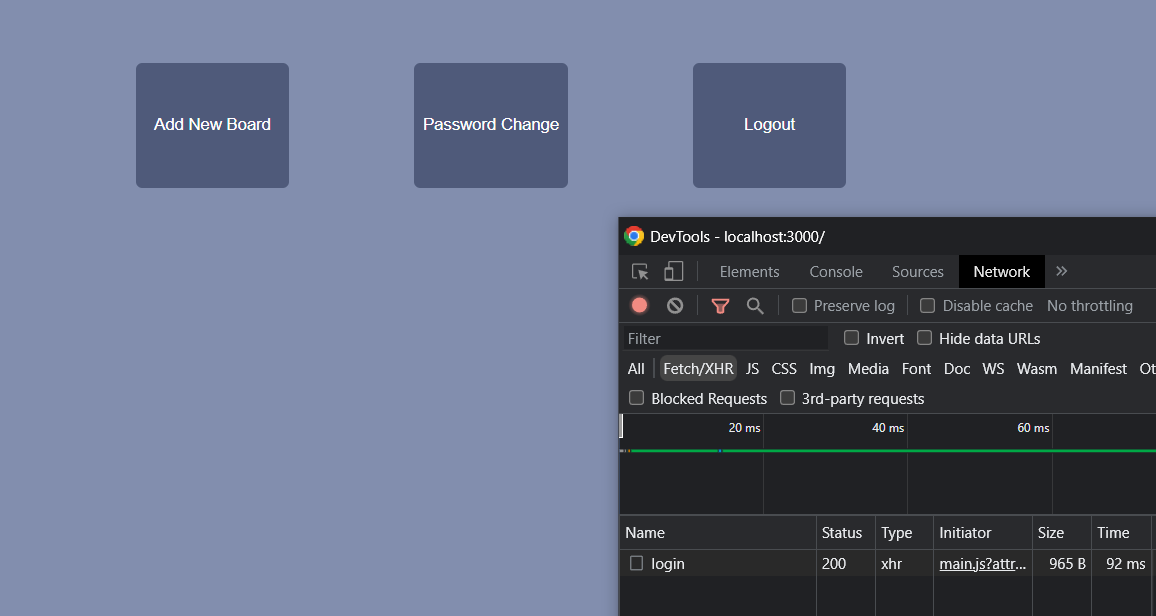 Add New Board
Password Change
Logout
DevTools - localhost:3000/
Elements Console Sources Network »
Preserve log Disable cache No throttling
Filter Invert Hide data URLs
All Fetch/XHR JS CSS Img Media Font Doc WS Wasm Manifest Ot
Blocked Requests 3rd-party requests
20 ms 40 ms 60 ms
Name Status Type Initiator Size Time
login 200 xhr main.js?attr... 965 B 92 ms